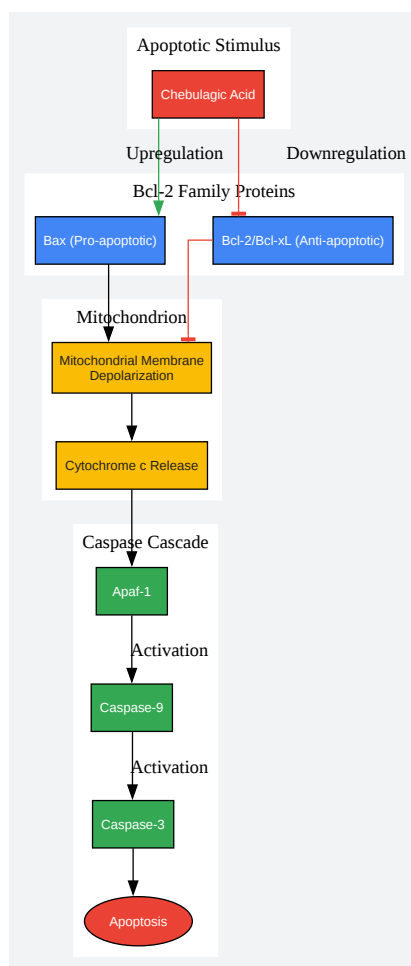 Apoptotic Stimulus
Chebulagic Acid
Upregulation
Downregulation
Bcl-2 Family Proteins
Bax (Pro-apoptotic)
Bcl-2/Bcl-xL (Anti-apoptotic)
Mitochondrion
Mitochondrial Membrane
Depolarization
Cytochrome c Release
Caspase Cascade
Apaf-1
Activation
Caspase-9
Activation
Caspase-3
Apoptosis